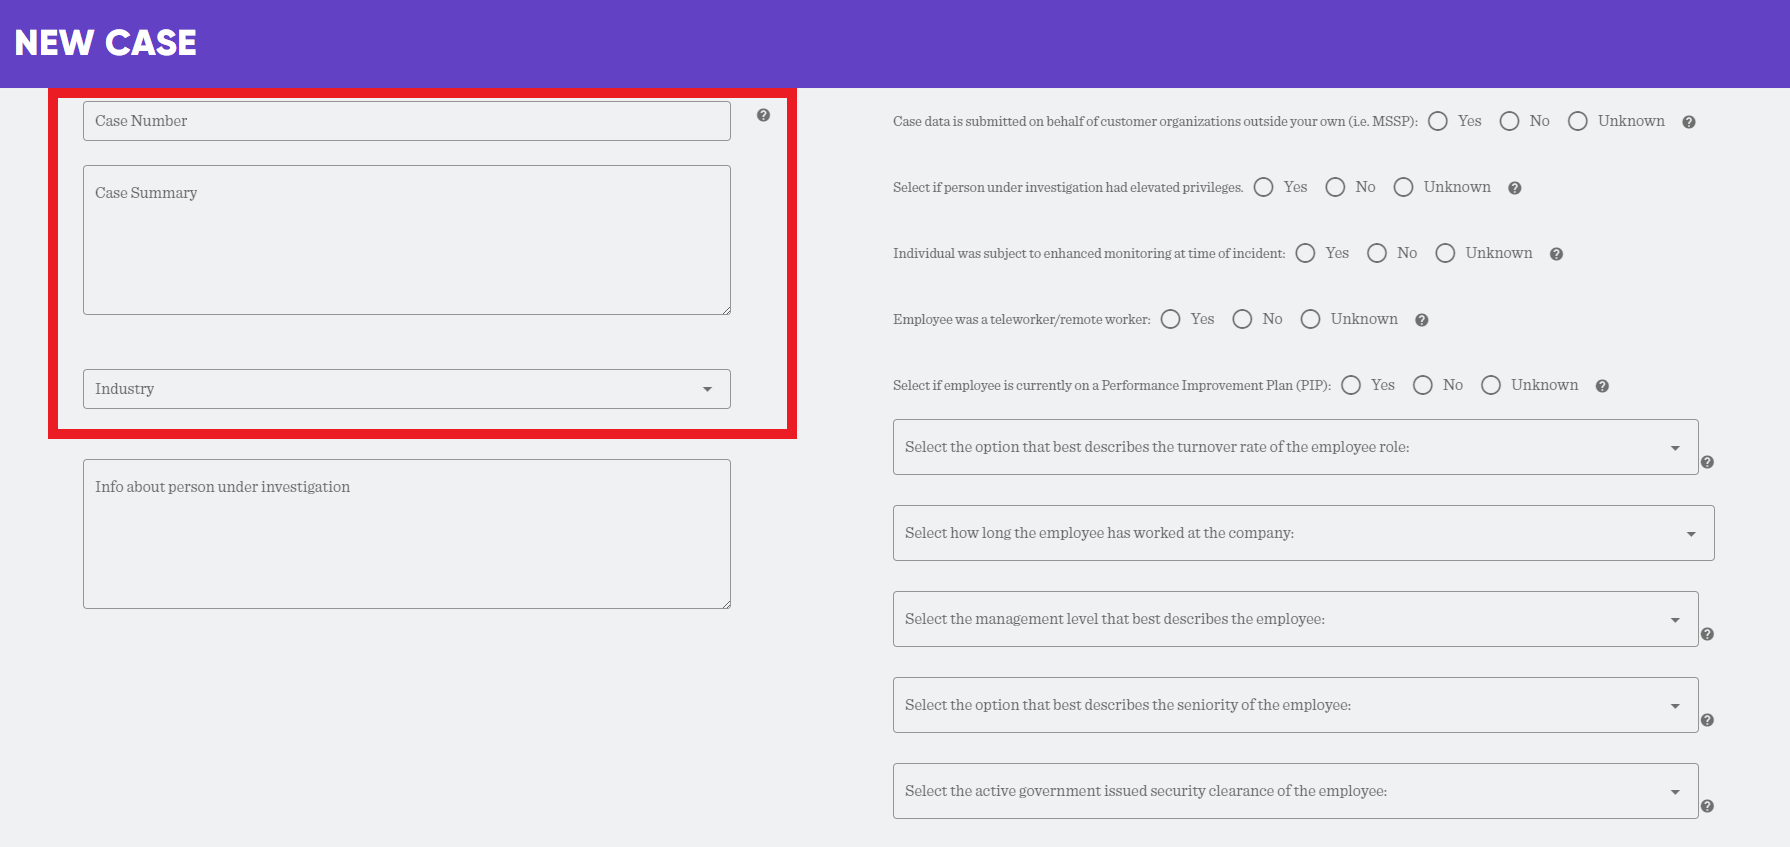 NEW CASE
Case Number
Case Summary
Industry
Info about person under investigation
Case data is submitted on behalf of customer organizations outside your own (i.e. MSSP): Yes No Unknown
Select if person under investigation had elevated privileges. Yes No Unknown
Individual was subject to enhanced monitoring at time of incident: Yes No Unknown
Employee was a teleworker/remote worker: Yes No Unknown
Select if employee is currently on a Performance Improvement Plan (PIP): Yes No Unknown
Select the option that best describes the turnover rate of the employee role:
Select how long the employee has worked at the company:
Select the management level that best describes the employee:
Select the option that best describes the seniority of the employee:
Select the active government issued security clearance of the employee: